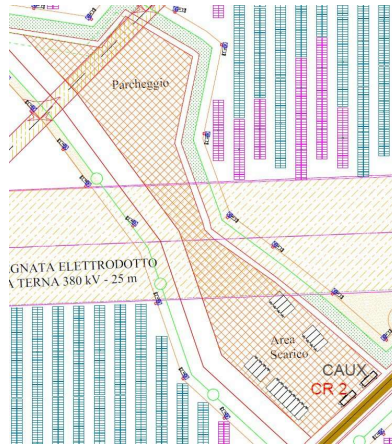 Parcheggio
GNATA ELETTRODOTTO
A TERNA 380 kV - 25 m
Area
Scarico
CAUX
CR 2